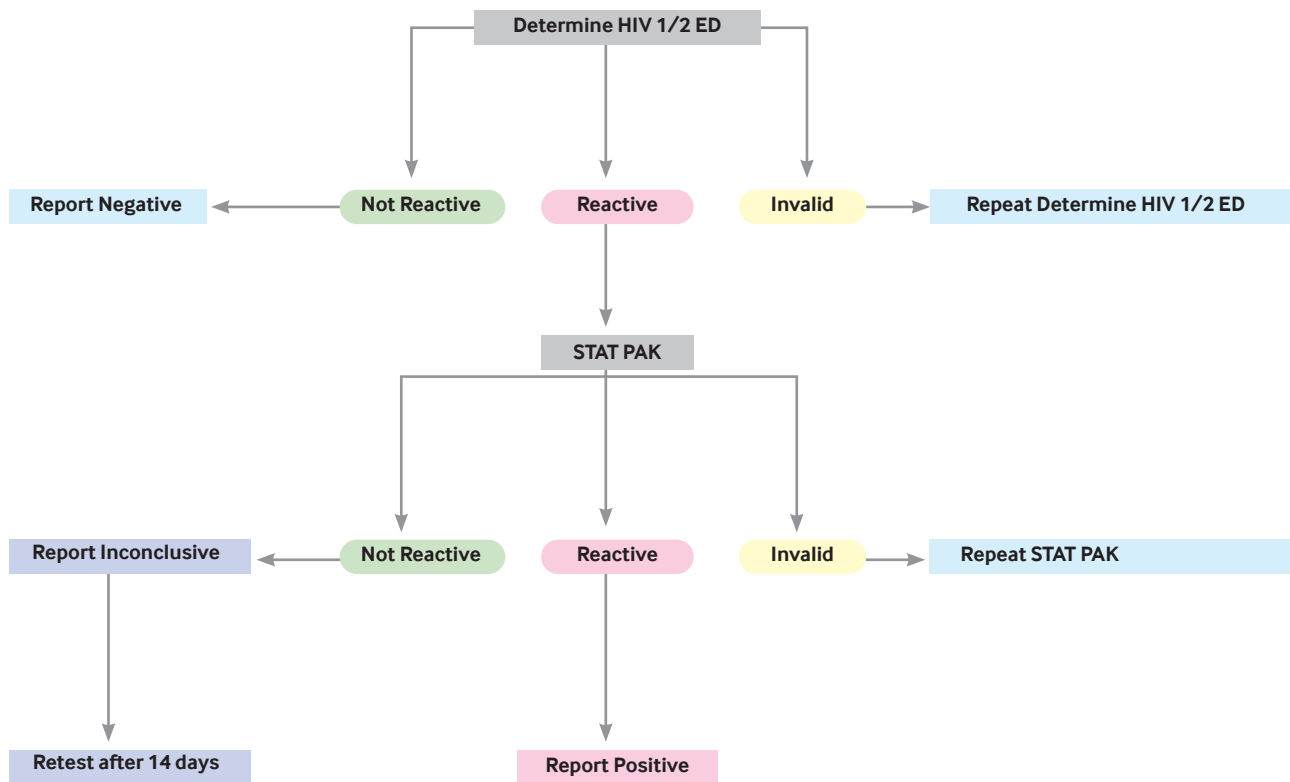 Determine HIV 1/2 ED
Report Negative
Not Reactive
Reactive
Invalid
Repeat Determine HIV 1/2 ED
STAT PAK
Report Inconclusive
Not Reactive
Reactive
Invalid
Repeat STAT PAK
Retest after 14 days
Report Positive